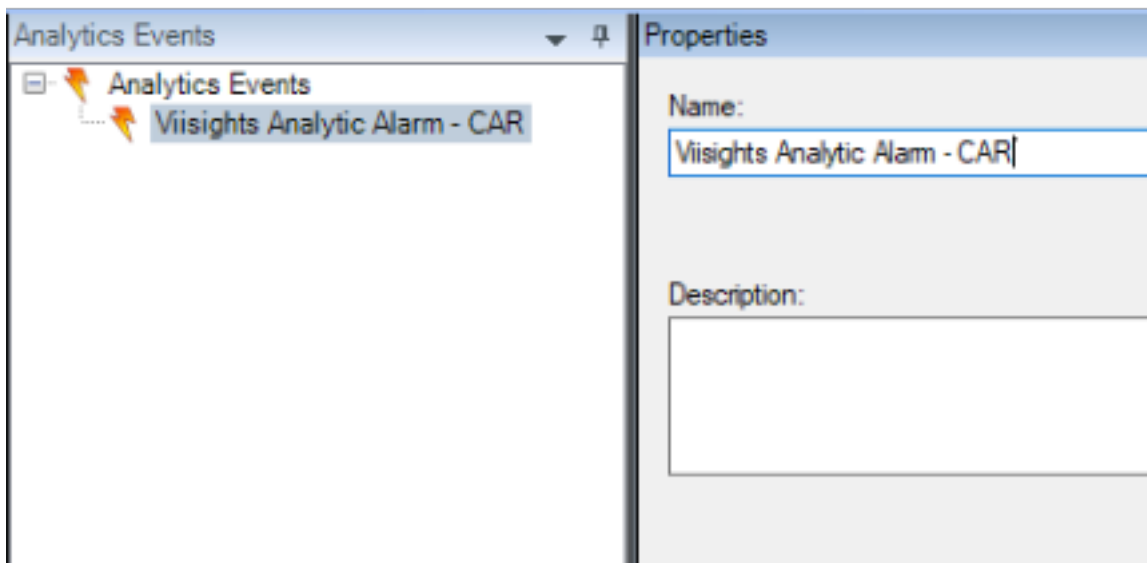 Analytics Events
Analytics Events
Viisights Analytic Alarm - CAR
Properties
Name:
Viisights Analytic Alarm - CAR
Description: